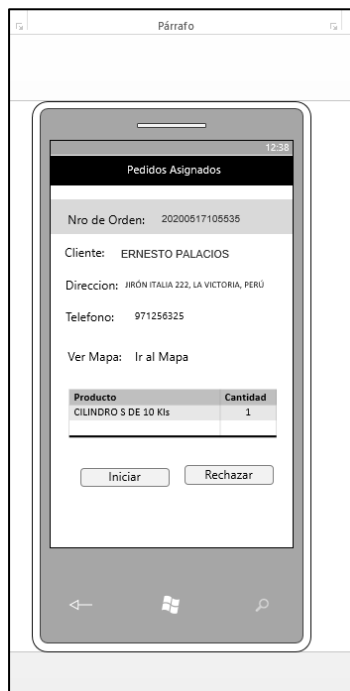 Párrafo
12:38
Pedidos Asignados
Nro de Orden: 20200517105535
Cliente: ERNESTO PALACIOS
Direccion: JIRÓN ITALIA 222, LA VICTORIA, PERÚ
Telefono: 971256325
Ver Mapa: Ir al Mapa
Producto Cantidad
CILINDRO S DE 10 Kls 1
Iniciar Rechazar